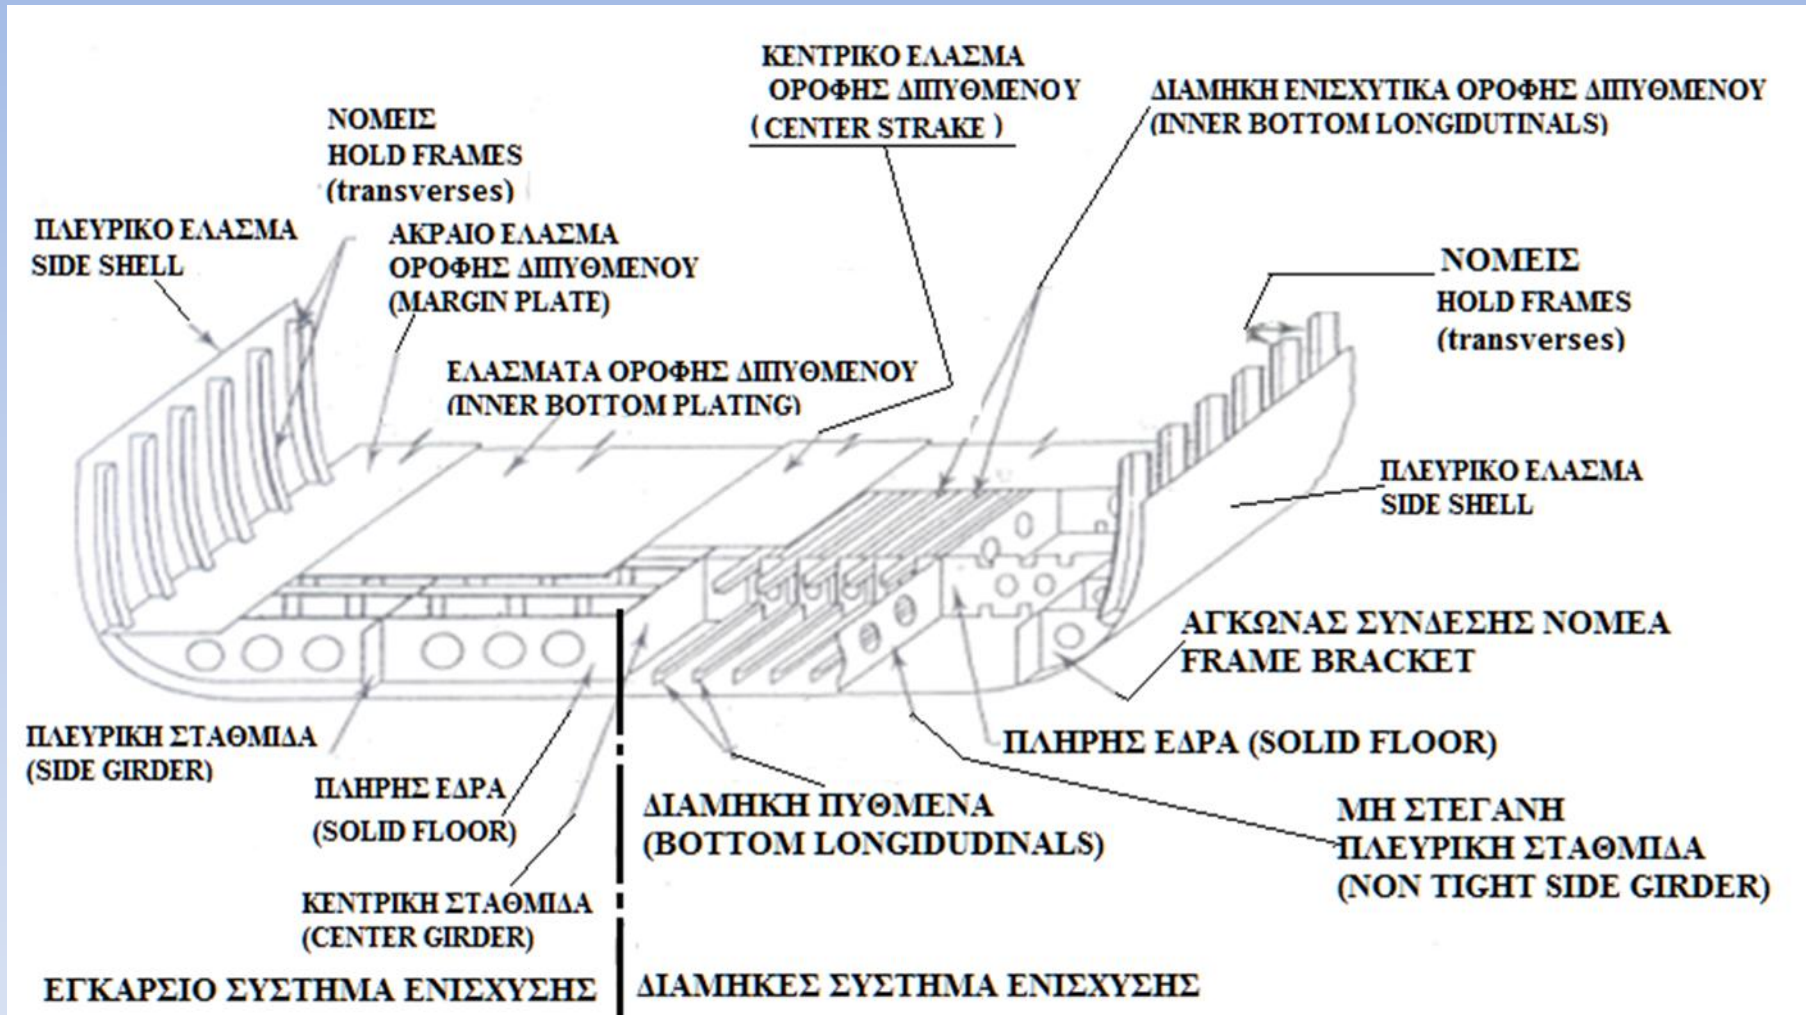 ΚΕΝΤΡΙΚΟ ΕΛΑΣΜΑ
ΟΡΟΦΗΣ ΔΙΠΥΘΜΕΝΟΥ
( CENTER STRAKE )
ΔΙΑΜΗΚΗ ΕΝΙΣΧΥΤΙΚΑ ΟΡΟΦΗΣ ΔΙΠΥΘΜΕΝΟΥ
(INNER BOTTOM LONGIDUTINALS)
ΝΟΜΕΙΣ
HOLD FRAMES
(transverses)
ΠΛΕΥΡΙΚΟ ΕΛΑΣΜΑ
SIDE SHELL
ΑΚΡΑΙΟ ΕΛΑΣΜΑ
ΟΡΟΦΗΣ ΔΙΠΥΘΜΕΝΟΥ
(MARGIN PLATE)
ΝΟΜΕΙΣ
HOLD FRAMES
(transverses)
ΕΛΑΣΜΑΤΑ ΟΡΟΦΗΣ ΔΙΠΥΘΜΕΝΟΥ
(INNER BOTTOM PLATING)
ΠΛΕΥΡΙΚΟ ΕΛΑΣΜΑ
SIDE SHELL
ΑΓΚΩΝΑΣ ΣΥΝΔΕΣΗΣ ΝΟΜΕΑ
FRAME BRACKET
ΠΛΕΥΡΙΚΗ ΣΤΑΘΜΙΔΑ
(SIDE GIRDER)
ΠΛΗΡΗΣ ΕΔΡΑ (SOLID FLOOR)
ΠΛΗΡΗΣ ΕΔΡΑ
(SOLID FLOOR)
ΔΙΑΜΗΚΗ ΠΥΘΜΕΝΑ
(BOTTOM LONGIDUDINALS)
ΜΗ ΣΤΕΓΑΝΗ
ΠΛΕΥΡΙΚΗ ΣΤΑΘΜΙΔΑ
(NON TIGHT SIDE GIRDER)
ΚΕΝΤΡΙΚΗ ΣΤΑΘΜΙΔΑ
(CENTER GIRDER)
ΕΓΚΑΡΣΙΟ ΣΥΣΤΗΜΑ ΕΝΙΣΧΥΣΗΣ
ΔΙΑΜΗΚΕΣ ΣΥΣΤΗΜΑ ΕΝΙΣΧΥΣΗΣ